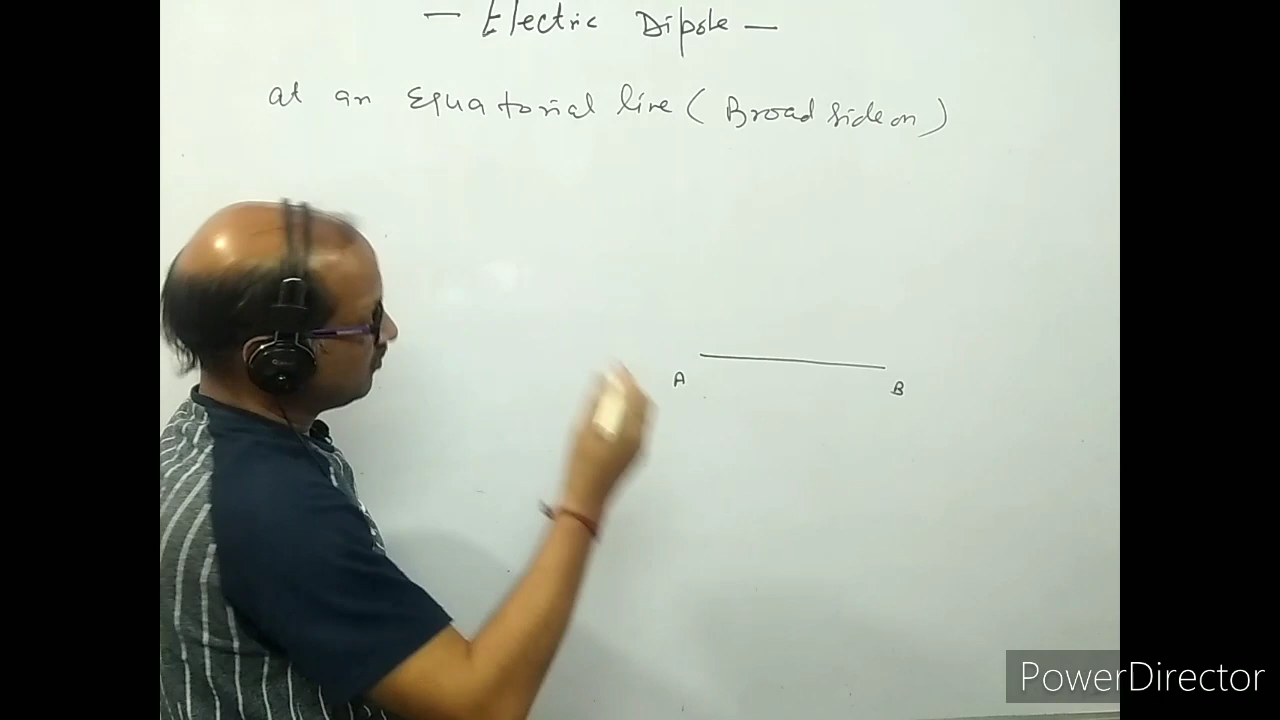 - Electric Dipole -
at an Equatorial line (Broad side on)
A
B
PowerDirector